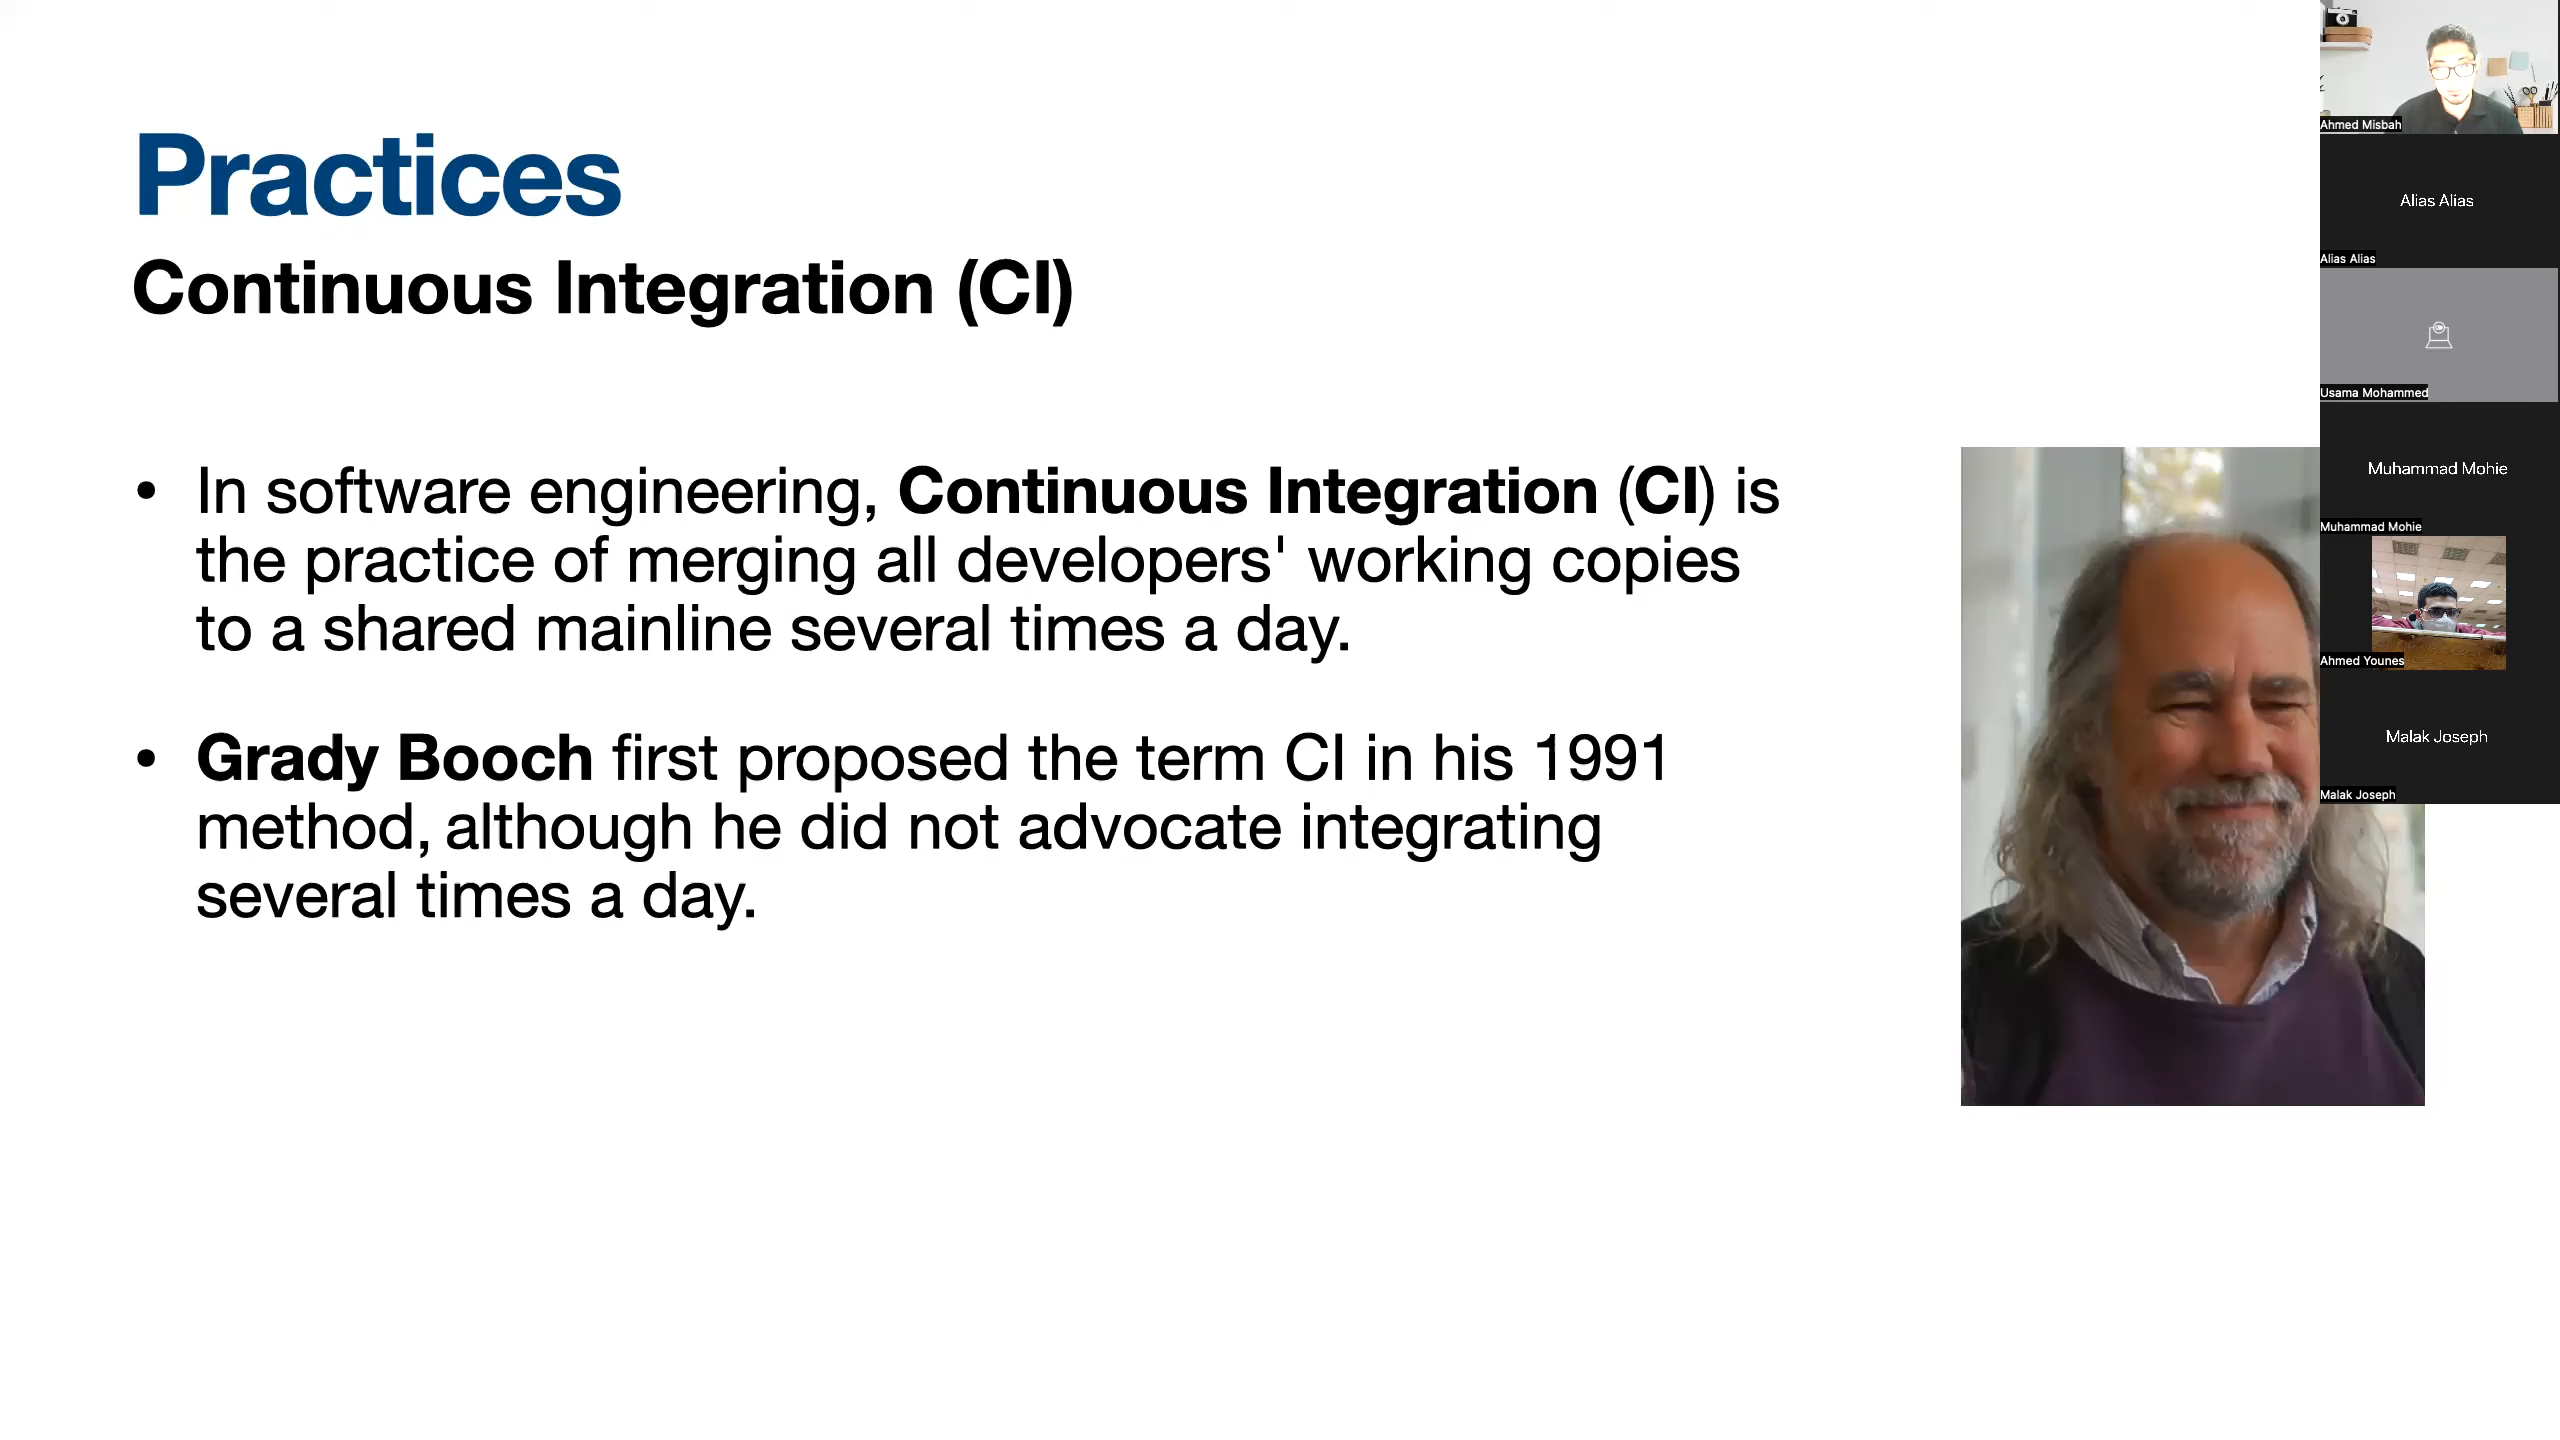 Practices
Continuous Integration (CI)
• In software engineering, Continuous Integration (CI) is
the practice of merging all developers' working copies
to a shared mainline several times a day.
• Grady Booch first proposed the term CI in his 1991
method, although he did not advocate integrating
several times a day.
Ahmed Misbah
Alias Alias
Alias Alias
Usama Mohammed
Muhammad Mohie
Muhammad Mohie
Ahmed Younes
Malak Joseph
Malak Joseph